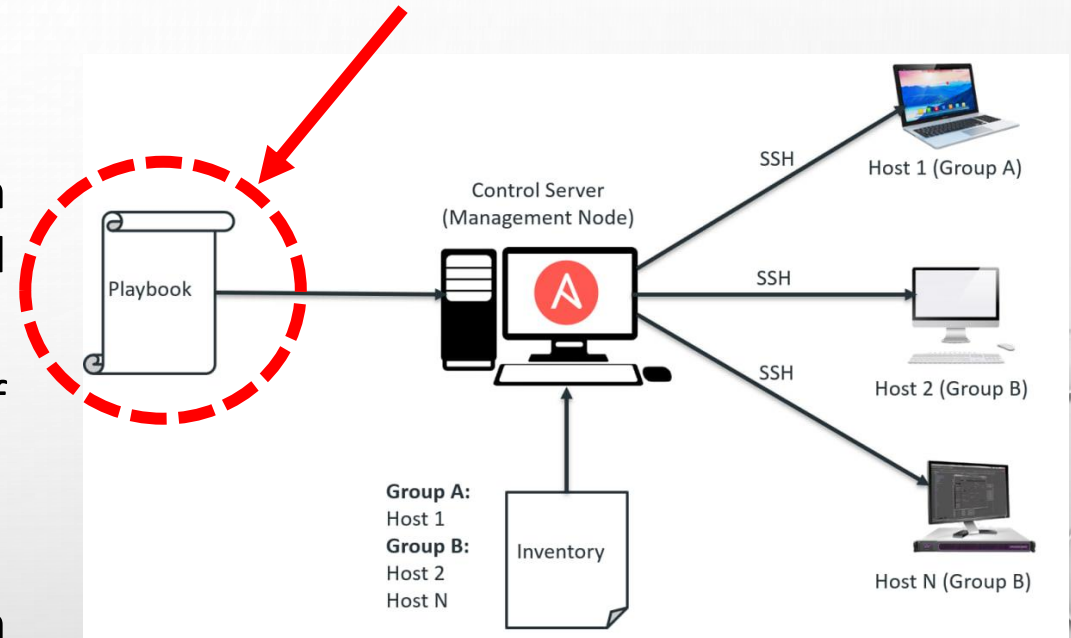 Playbook
Control Server
(Management Node)
SSH
Host 1 (Group A)
SSH
Host 2 (Group B)
SSH
Host N (Group B)
Group A:
Host 1
Group B:
Host 2
Host N
Inventory